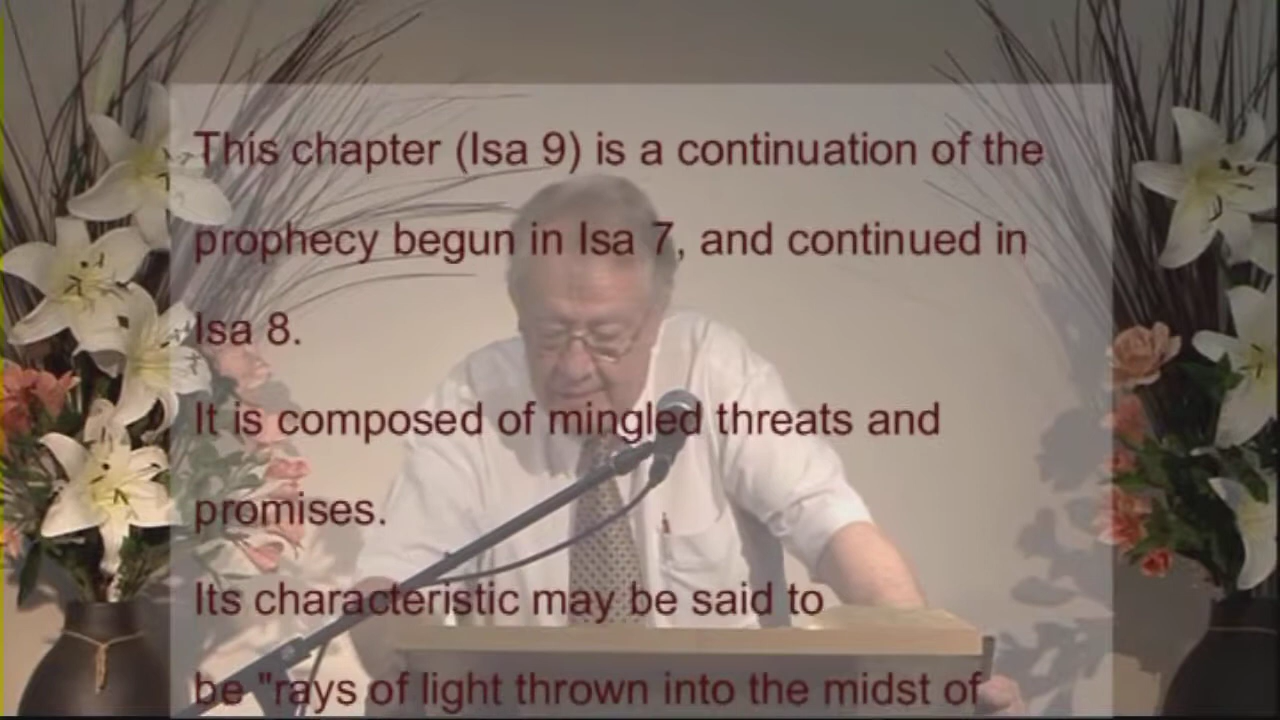 This chapter (Isa 9) is a continuation of the
prophecy begun in Isa 7, and continued in
Isa 8.
It is composed of mingled threats and
promises.
Its characteristic may be said to
be "rays of light thrown into the midst of